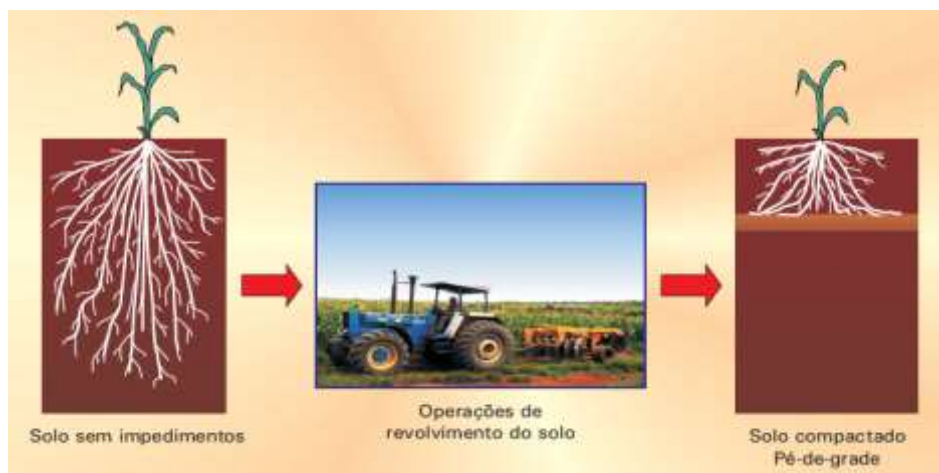 Solo sem impedimentos
Operações de
revolvimento do solo
Solo compactado
Pé-de-grade